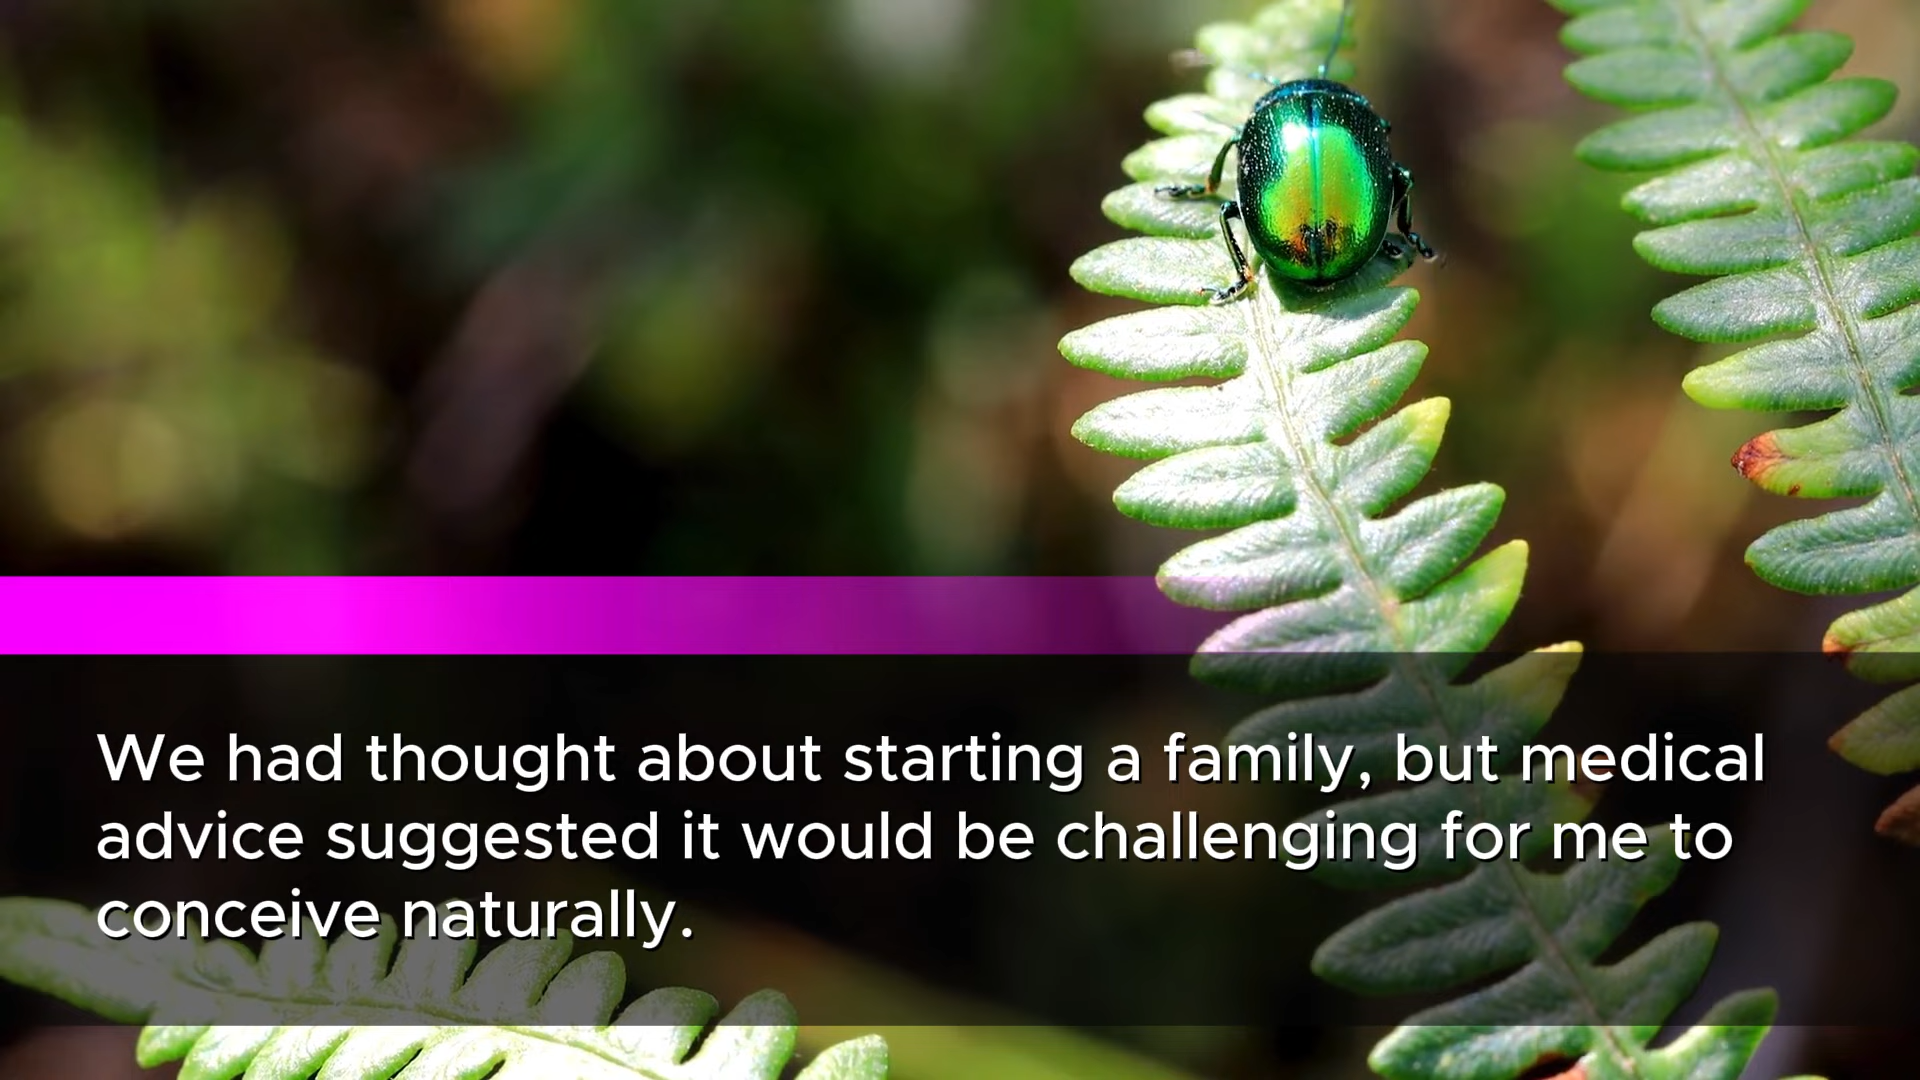 We had thought about starting a family, but medical
advice suggested it would be challenging for me to
conceive naturally.